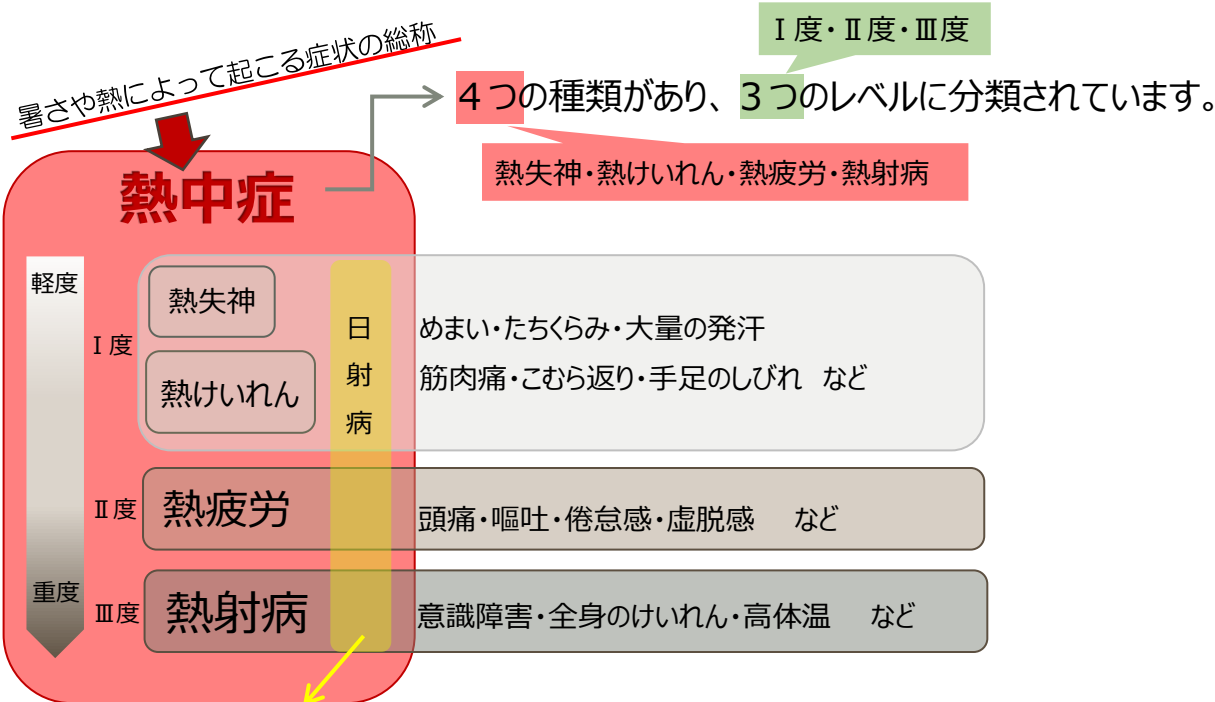 Ⅰ度・Ⅱ度・Ⅲ度
暑さや熱によって起こる症状の総称
４つの種類があり、３つのレベルに分類されています。
熱失神・熱けいれん・熱疲労・熱射病
熱中症
軽度
Ⅰ度
熱失神
熱けいれん
日射病
めまい・たちくらみ・大量の発汗
筋肉痛・こむら返り・手足のしびれ など
Ⅱ度
熱疲労
頭痛・嘔吐・倦怠感・虚脱感 など
重度
Ⅲ度
熱射病
意識障害・全身のけいれん・高体温 など